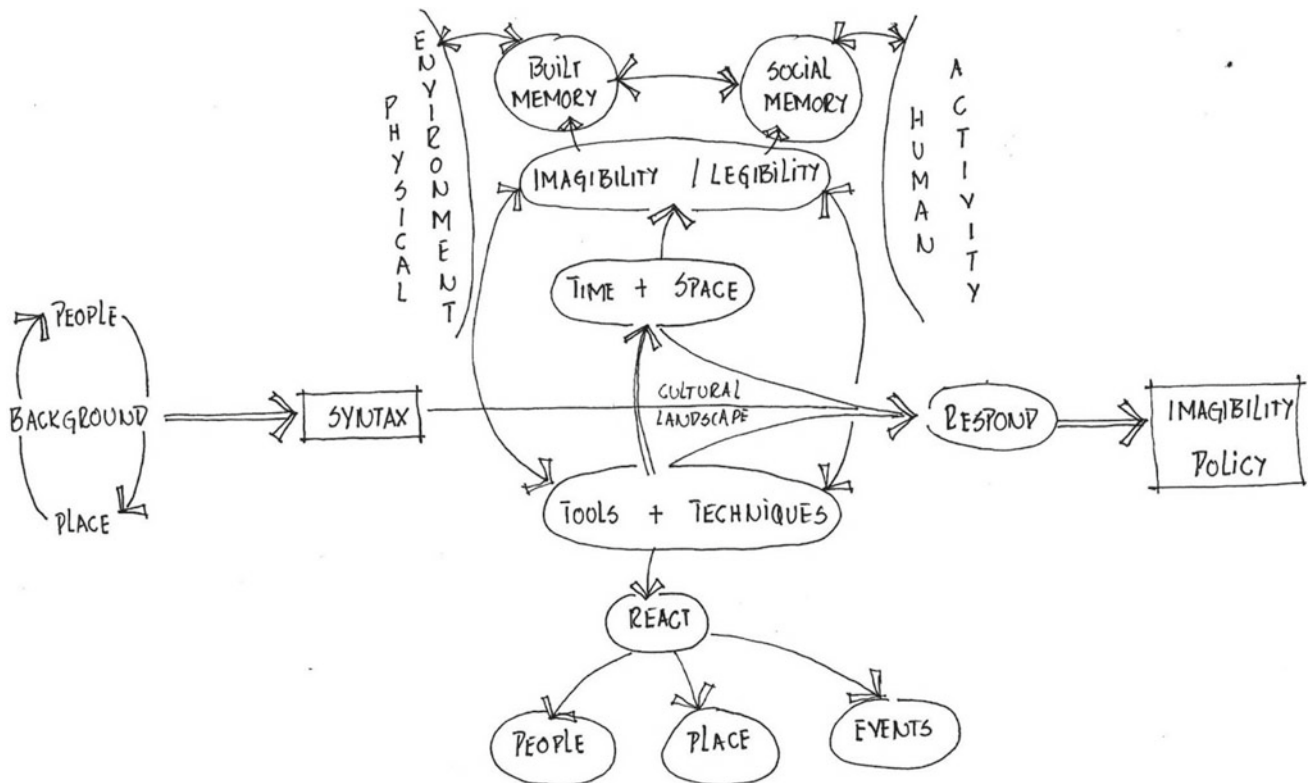 PHYSICAL
ENVIRONMENT
BUILT
MEMORY
SOCIAL
MEMORY
HUMAN
ACTIVITY
IMAGIBILITY / LEGIBILITY
TIME + SPACE
PEOPLE
BACKGROUND
PLACE
SYNTAX
CULTURAL
LANDSCAPE
RESPOND
IMAGIBILITY
POLICY
TOOLS + TECHNIQUES
REACT
PEOPLE
PLACE
EVENTS